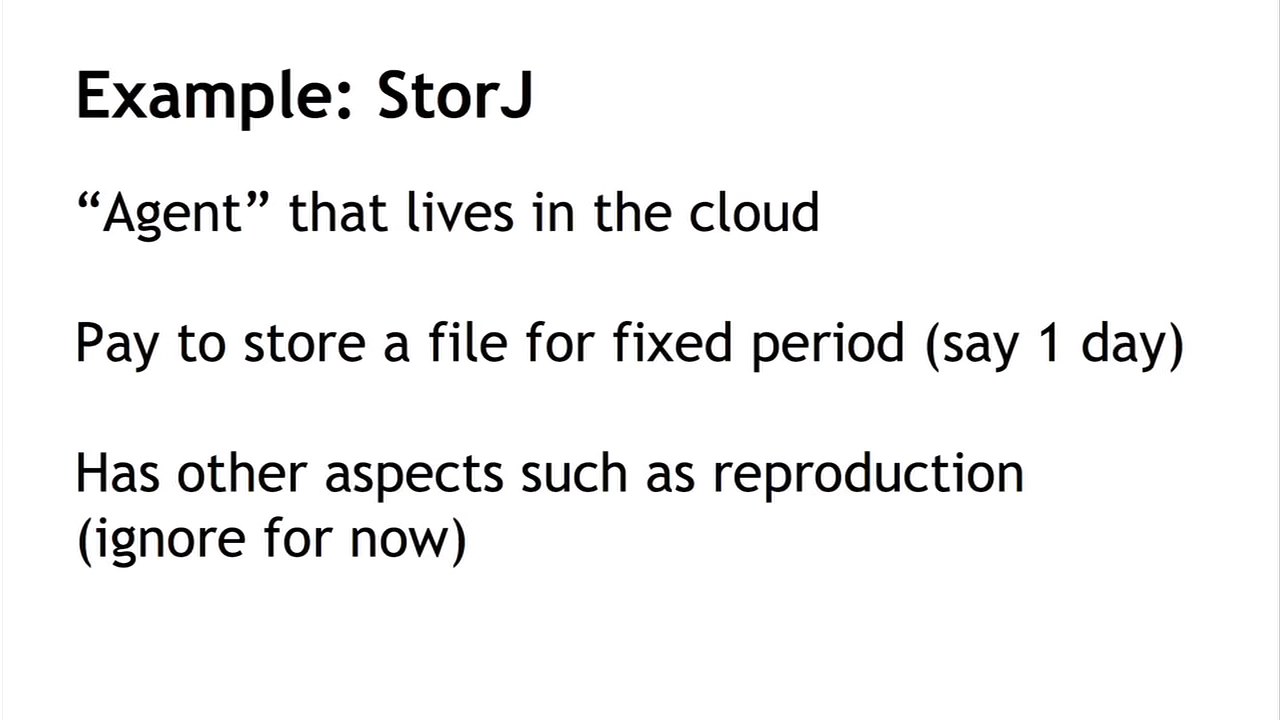 Example: StorJ
“Agent” that lives in the cloud
Pay to store a file for fixed period (say 1 day)
Has other aspects such as reproduction
(ignore for now)